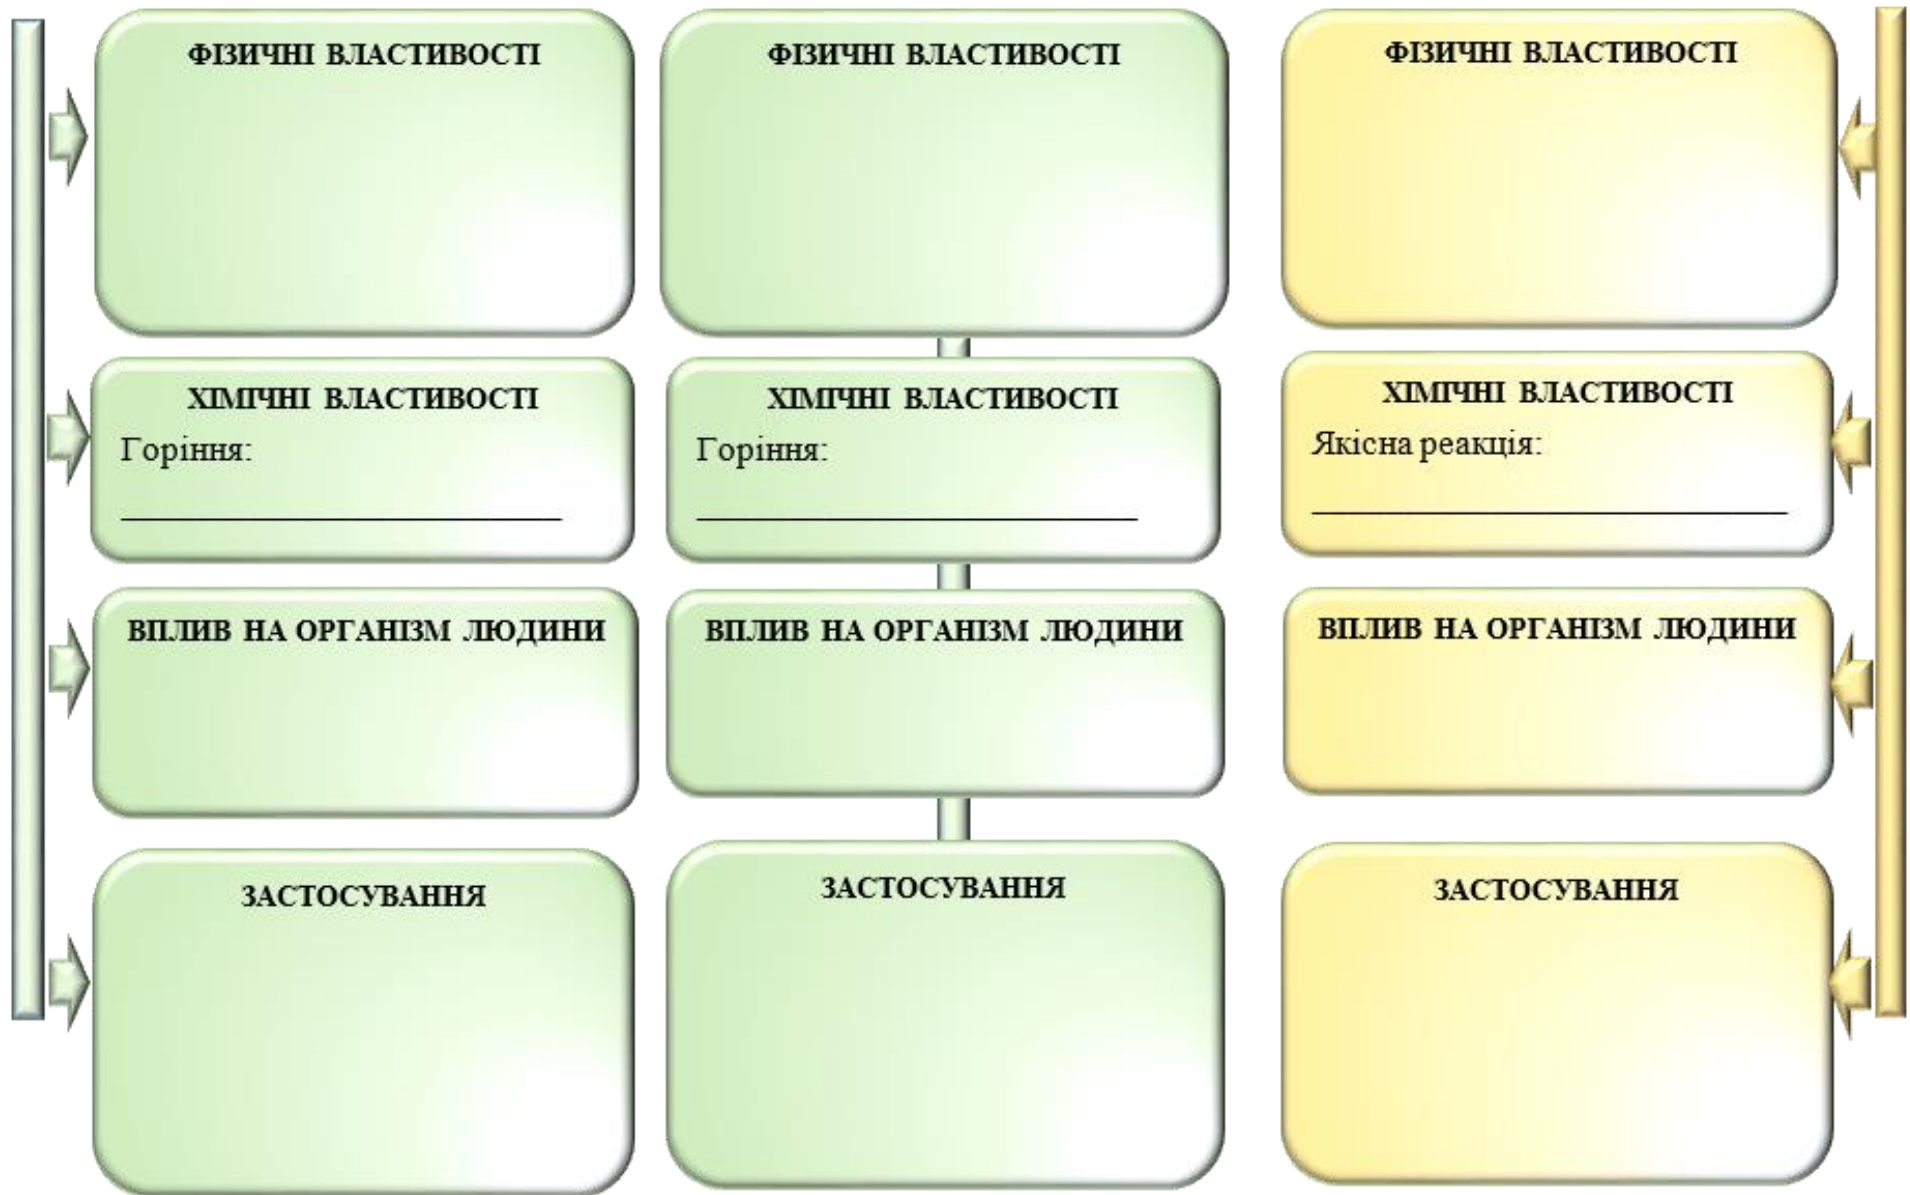 ФІЗИЧНІ ВЛАСТИВОСТІ
ФІЗИЧНІ ВЛАСТИВОСТІ
ФІЗИЧНІ ВЛАСТИВОСТІ
ХІМІЧНІ ВЛАСТИВОСТІ
Горіння:
ХІМІЧНІ ВЛАСТИВОСТІ
Горіння:
ХІМІЧНІ ВЛАСТИВОСТІ
Якісна реакція:
ВПЛИВ НА ОРГАНІЗМ ЛЮДИНИ
ВПЛИВ НА ОРГАНІЗМ ЛЮДИНИ
ВПЛИВ НА ОРГАНІЗМ ЛЮДИНИ
ЗАСТОСУВАННЯ
ЗАСТОСУВАННЯ
ЗАСТОСУВАННЯ